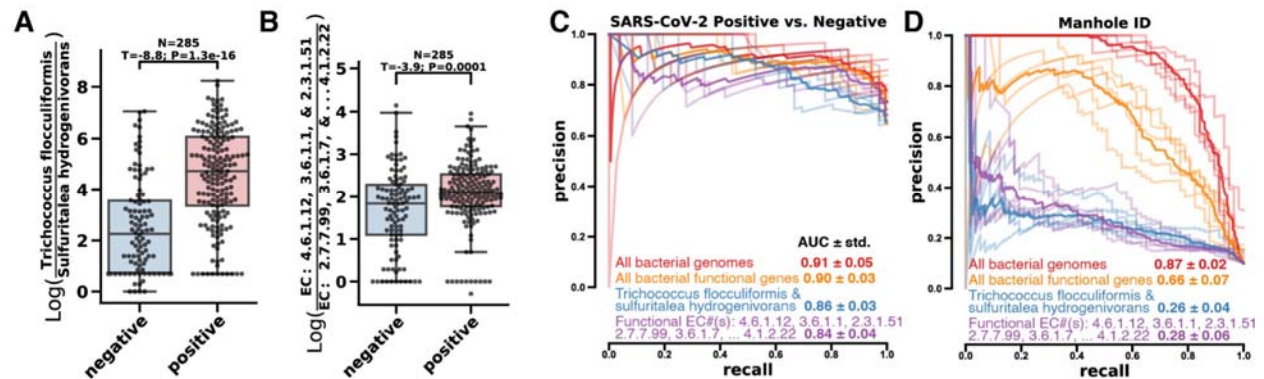 A
Log(
Trichococcus flocculiformis
Sulfuritalea hydrogenivorans
)
N=285
T=-8.8; P=1.3e-16
8
6
4
2
0
negative
positive
B
Log(
EC: 4.6.1.12, 3.6.1.1, & 2.3.1.51
EC: 2.7.7.99, 3.6.1.7, & ... 4.1.2.22
)
N=285
T=-3.9; P=0.0001
5
4
3
2
1
0
negative
positive
C
SARS-CoV-2 Positive vs. Negative
precision
1.0
0.8
0.6
0.4
0.2
0.0
AUC ± std.
All bacterial genomes 0.91 ± 0.05
All bacterial functional genes 0.90 ± 0.03
Trichococcus flocculiformis &
sulfuritalea hydrogenivorans 0.86 ± 0.03
Functional EC#(s): 4.6.1.12, 3.6.1.1, 2.3.1.51
2.7.7.99, 3.6.1.7, ... 4.1.2.22 0.84 ± 0.04
0.0 0.2 0.4 0.6 0.8 1.0
recall
D
Manhole ID
precision
1.0
0.8
0.6
0.4
0.2
0.0
All bacterial genomes 0.87 ± 0.02
All bacterial functional genes 0.66 ± 0.07
Trichococcus flocculiformis &
sulfuritalea hydrogenivorans 0.26 ± 0.04
Functional EC#(s): 4.6.1.12, 3.6.1.1, 2.3.1.51
2.7.7.99, 3.6.1.7, ... 4.1.2.22 0.28 ± 0.06
0.0 0.2 0.4 0.6 0.8 1.0
recall